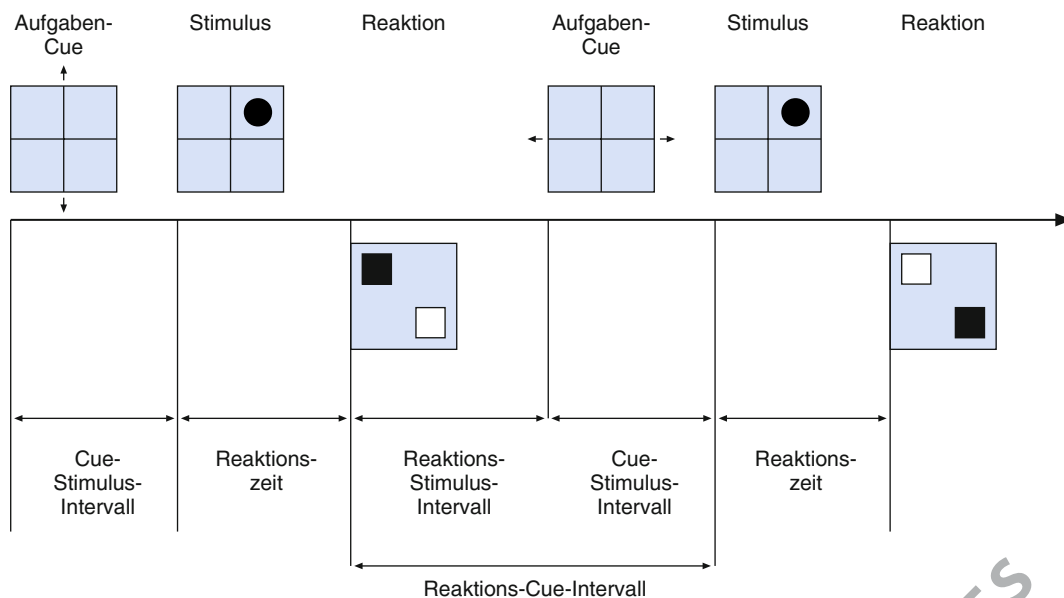 Aufgaben-
Cue
Stimulus
Reaktion
Aufgaben-
Cue
Stimulus
Reaktion
Cue-
Stimulus-
Intervall
Reaktions-
zeit
Reaktions-
Stimulus-
Intervall
Cue-
Stimulus-
Intervall
Reaktions-
zeit
Reaktions-Cue-Intervall